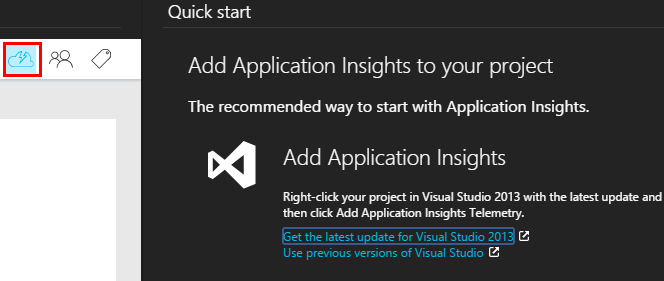 Quick start
Add Application Insights to your project
The recommended way to start with Application Insights.
Add Application Insights
Right-click your project in Visual Studio 2013 with the latest update and
then click Add Application Insights Telemetry.
Get the latest update for Visual Studio 2013
Use previous versions of Visual Studio